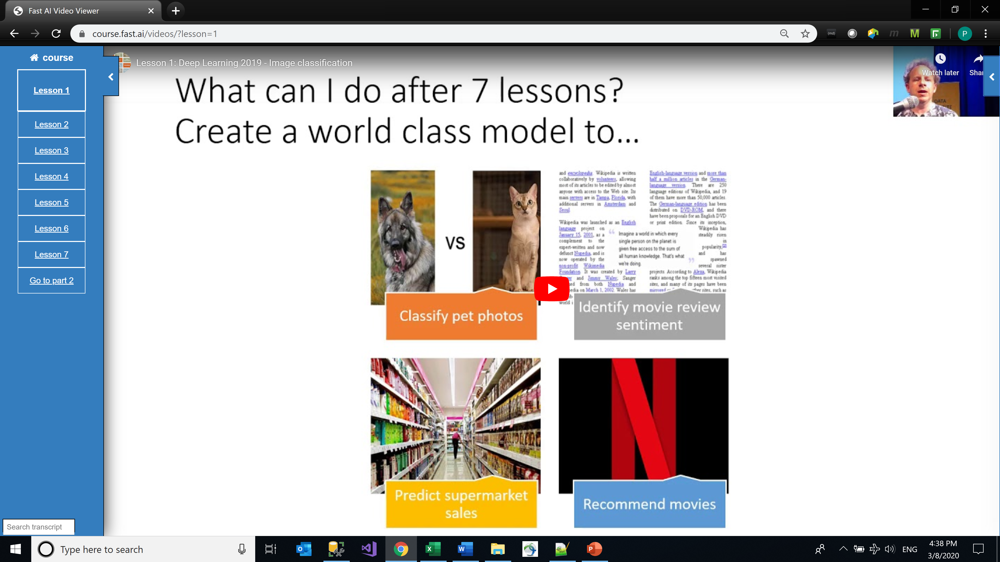 Fast AI Video Viewer
course.fast.ai/videos/?lesson=1
(md)
m
M
P
course
Lesson 1
Lesson 2
Lesson 3
Lesson 4
Lesson 5
Lesson 6
Lesson 7
Go to part 2
Search transcript
Lesson 1: Deep Learning 2019 - Image classification
Watch later
Shar
DATA
What can I do after 7 lessons?
Create a world class model to...
vs
Classify pet photos
and encyclopedia. Wikipedia is written
collaboratively by volunteers, allowing
most of its articles to be edited by almost
anyone with access to the Web site. Its
main servers are in Tampa, Florida, with
additional servers in Amsterdam and
Seoul.
Wikipedia was launched as an English
language project on
January 15, 2001, as a
complement to the
expert-written and now
defunct Nupedia, and is
now operated by the
non-profit Wikimedia
Foundation. It was created by Larry
and Jimmy Wales; Sanger
from both Nupedia and
on March 1, 2002. Wales has
world
English-language version and more than
half a million articles in the German-
language version. There are 250
language editions of Wikipedia, and 19
of them have more than 50,000 articles.
The German-language edition has been
distributed on DVD-ROM, and there
have been proposals for an English DVD
or print edition. Since its inception,
Wikipedia has
steadily risen
in
popularity,
and has
spawned
several sister
projects. According to Alexa, Wikipedia
ranks among the top fifteen most visited
sites, and many of its pages have been
mirrored
sites, such as
“ Imagine a world in which every
single person on the planet is
given free access to the sum of
all human knowledge. That's what
we're doing. ”
Identify movie review
sentiment
Predict supermarket
sales
N
Recommend movies
Type here to search
ENG
4:38 PM
3/8/2020